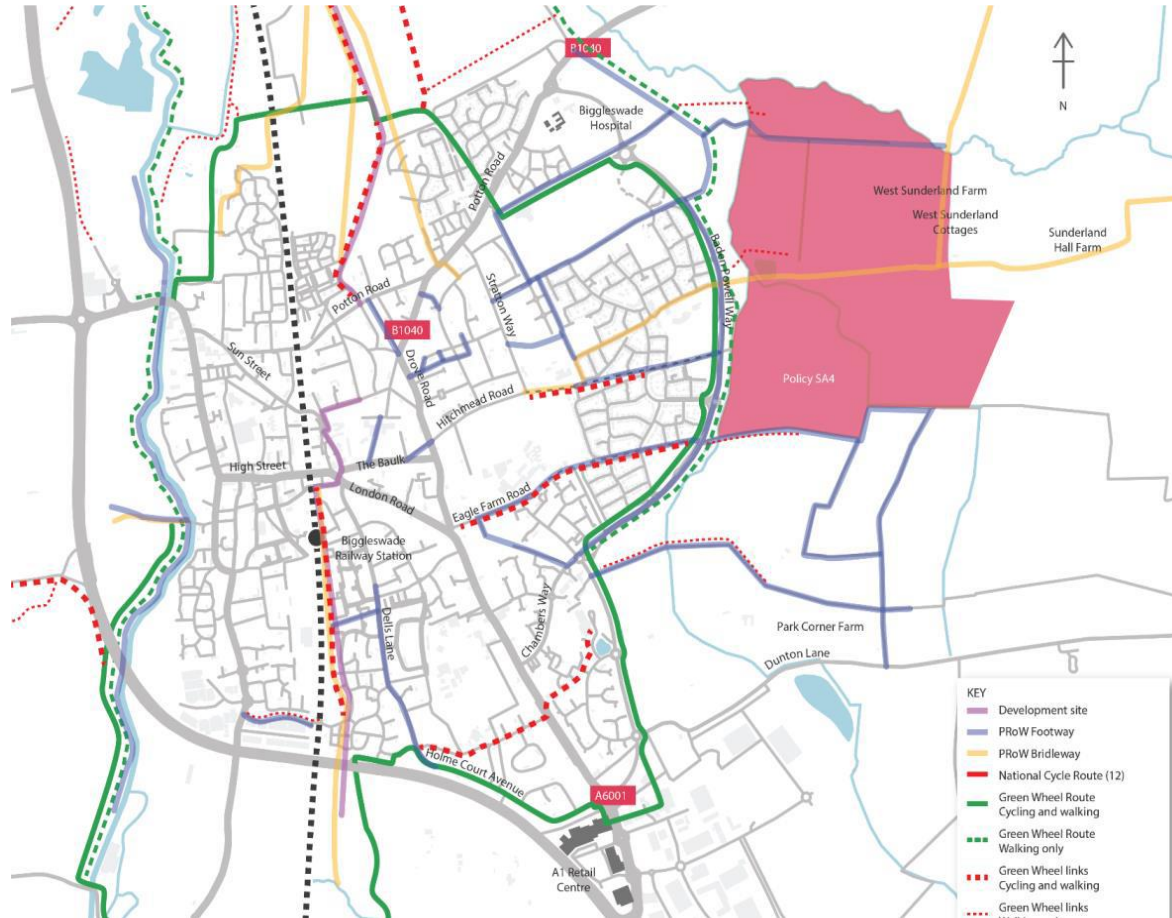 B1040
Biggleswade
Hospital
N
Potton Road
West Sunderland Farm
West Sunderland
Cottages
Sunderland
Hall Farm
Baden Powell Way
Stratton Way
Potton Road
B1040
Sun Street
Drove Road
Policy SA4
Hitchmead Road
High Street
The Baulk
London Road
Eagle Farm Road
Biggleswade
Railway Station
Dells Lane
Chambers Way
Park Corner Farm
Dunton Lane
Holme Court Avenue
A6001
A1 Retail
Centre
KEY
Development site
PRoW Footway
PRoW Bridleway
National Cycle Route (12)
Green Wheel Route
Cycling and walking
Green Wheel Route
Walking only
Green Wheel links
Cycling and walking
Green Wheel links